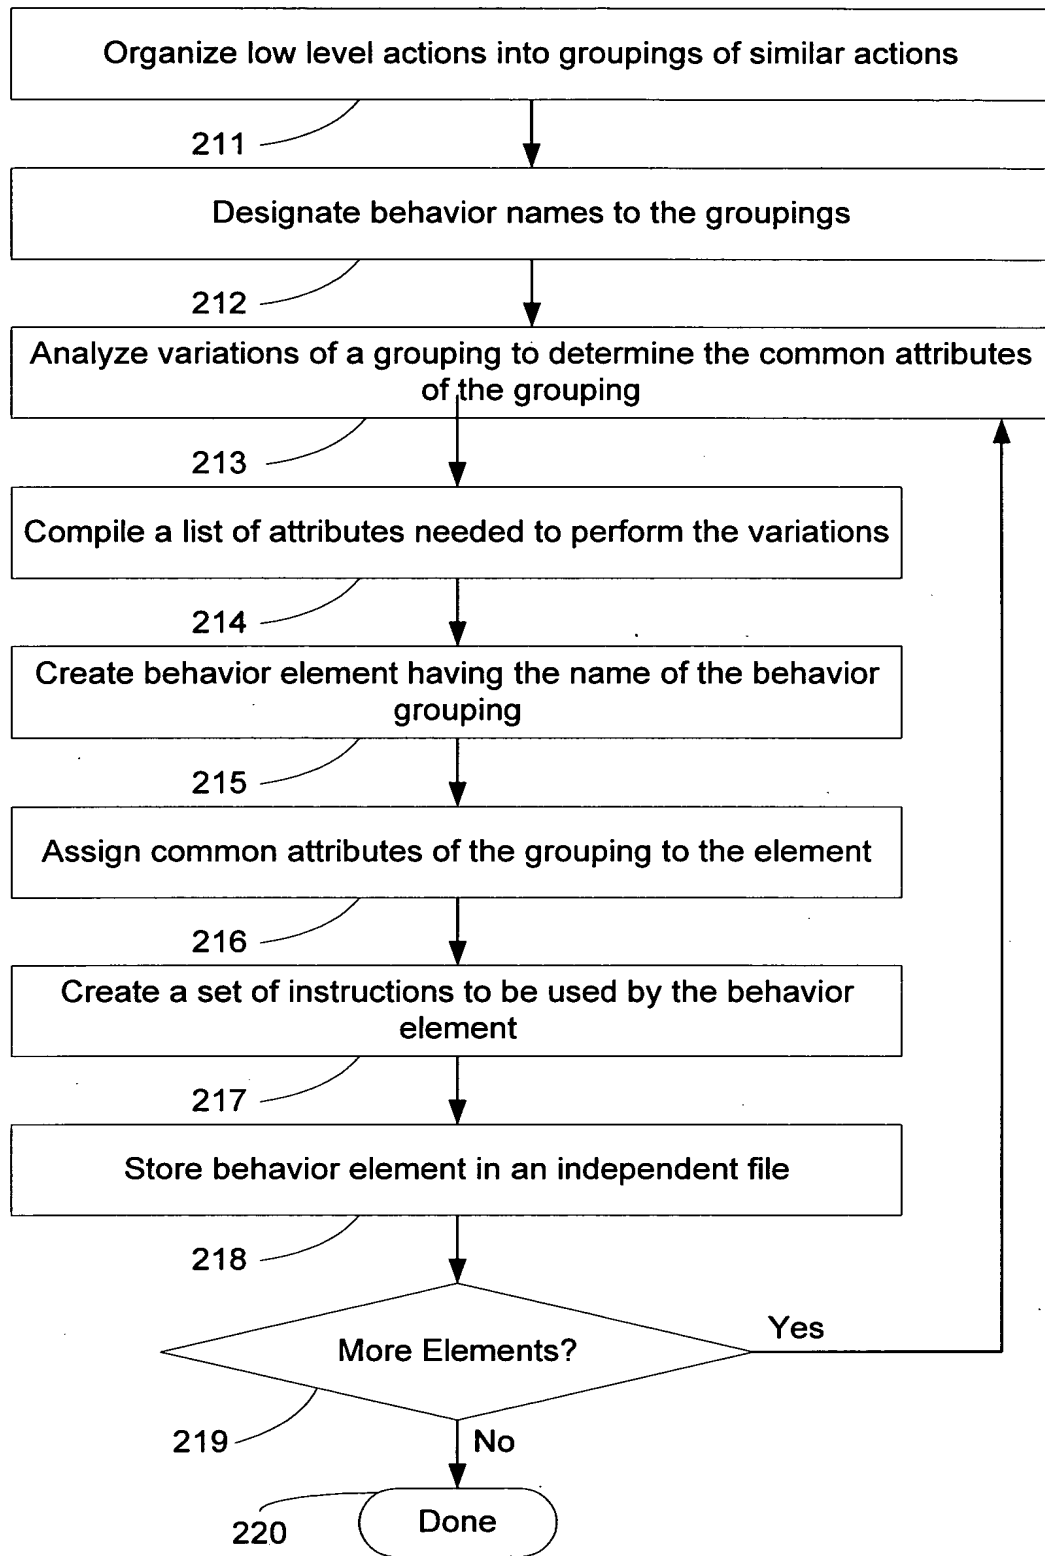 Organize low level actions into groupings of similar actions
211
Designate behavior names to the groupings
212
Analyze variations of a grouping to determine the common attributes
of the grouping
213
Compile a list of attributes needed to perform the variations
214
Create behavior element having the name of the behavior
grouping
215
Assign common attributes of the grouping to the element
216
Create a set of instructions to be used by the behavior
element
217
Store behavior element in an independent file
218
More Elements?
Yes
219
No
Done
220